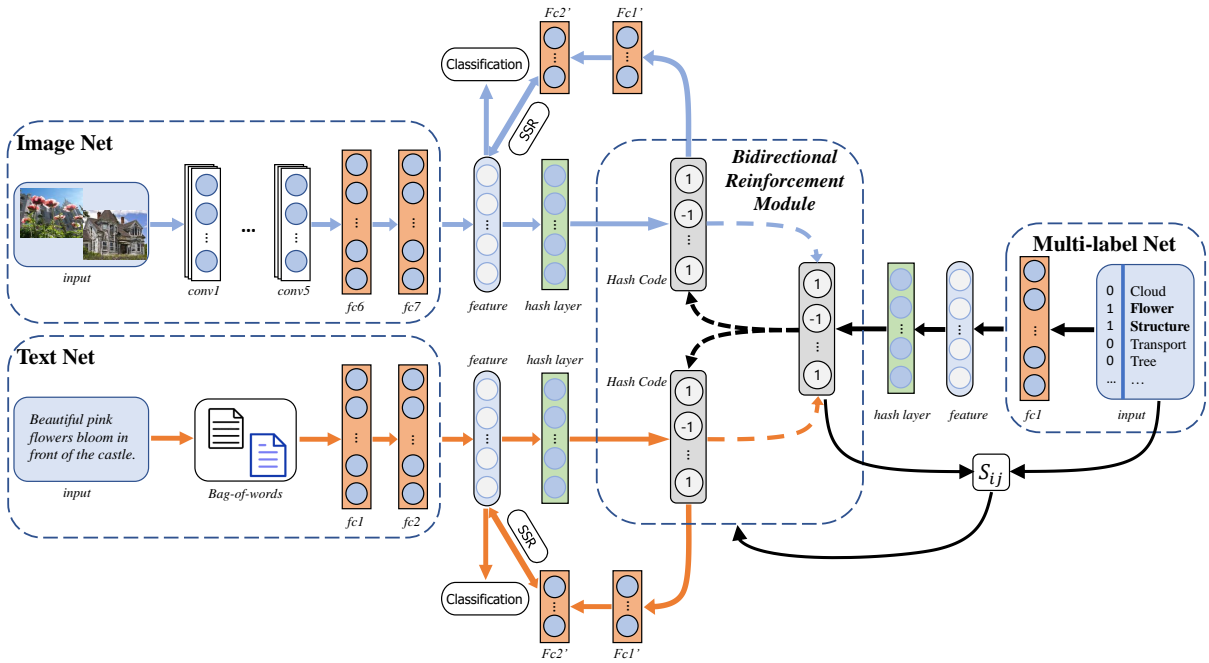 Fc2’
Fc1’
Classification
SSR
Image Net
input
conv1
...
conv5
fc6
fc7
feature
hash layer
Bidirectional
Reinforcement
Module
1
-1
1
Hash Code
1
-1
1
Multi-label Net
0 Cloud
1 Flower
1 Structure
0 Transport
0 Tree
... …
input
fc1
feature
hash layer
Text Net
Beautiful pink
flowers bloom in
front of the castle.
input
Bag-of-words
fc1
fc2
feature
hash layer
Hash Code
1
-1
1
S_ij
SSR
Classification
Fc2’
Fc1’